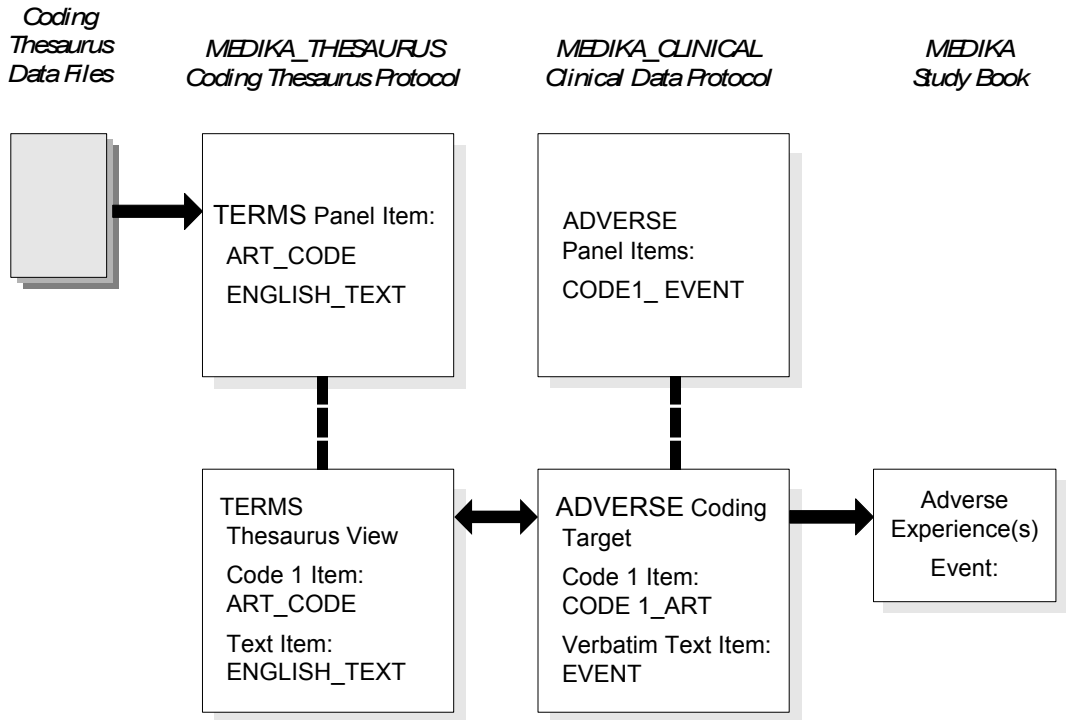 Coding
Thesaurus
Data Files
MEDIKA_THESAURUS
Coding Thesaurus Protocol
MEDIKA_CLINICAL
Clinical Data Protocol
MEDIKA
Study Book
TERMS Panel Item:
ART_CODE
ENGLISH_TEXT
ADVERSE
Panel Items:
CODE1_ EVENT
TERMS
Thesaurus View
Code 1 Item:
ART_CODE
Text Item:
ENGLISH_TEXT
ADVERSE Coding
Target
Code 1 Item:
CODE 1_ART
Verbatim Text Item:
EVENT
Adverse
Experience(s)
Event: